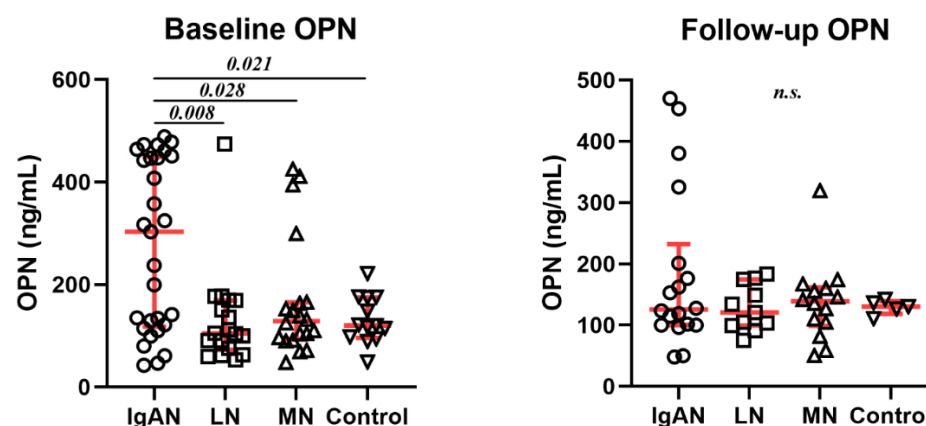 Baseline OPN
0.021
0.028
0.008
600
400
200
0
OPN (ng/mL)
IgAN LN MN Control
Follow-up OPN
n.s.
500
400
300
200
100
0
OPN (ng/mL)
IgAN LN MN Contro